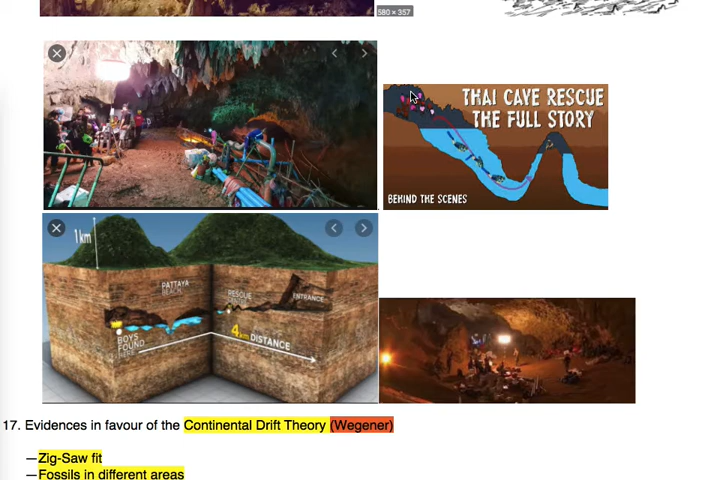 580 × 357
THAI CAVE RESCUE
THE FULL STORY
BEHIND THE SCENES
1km
PATTAYA
BEACH
RESCUE
ENTRANCE
BOYS
FOUND
HERE
4km DISTANCE
17. Evidences in favour of the Continental Drift Theory (Wegener)
—Zig-Saw fit
—Fossils in different areas